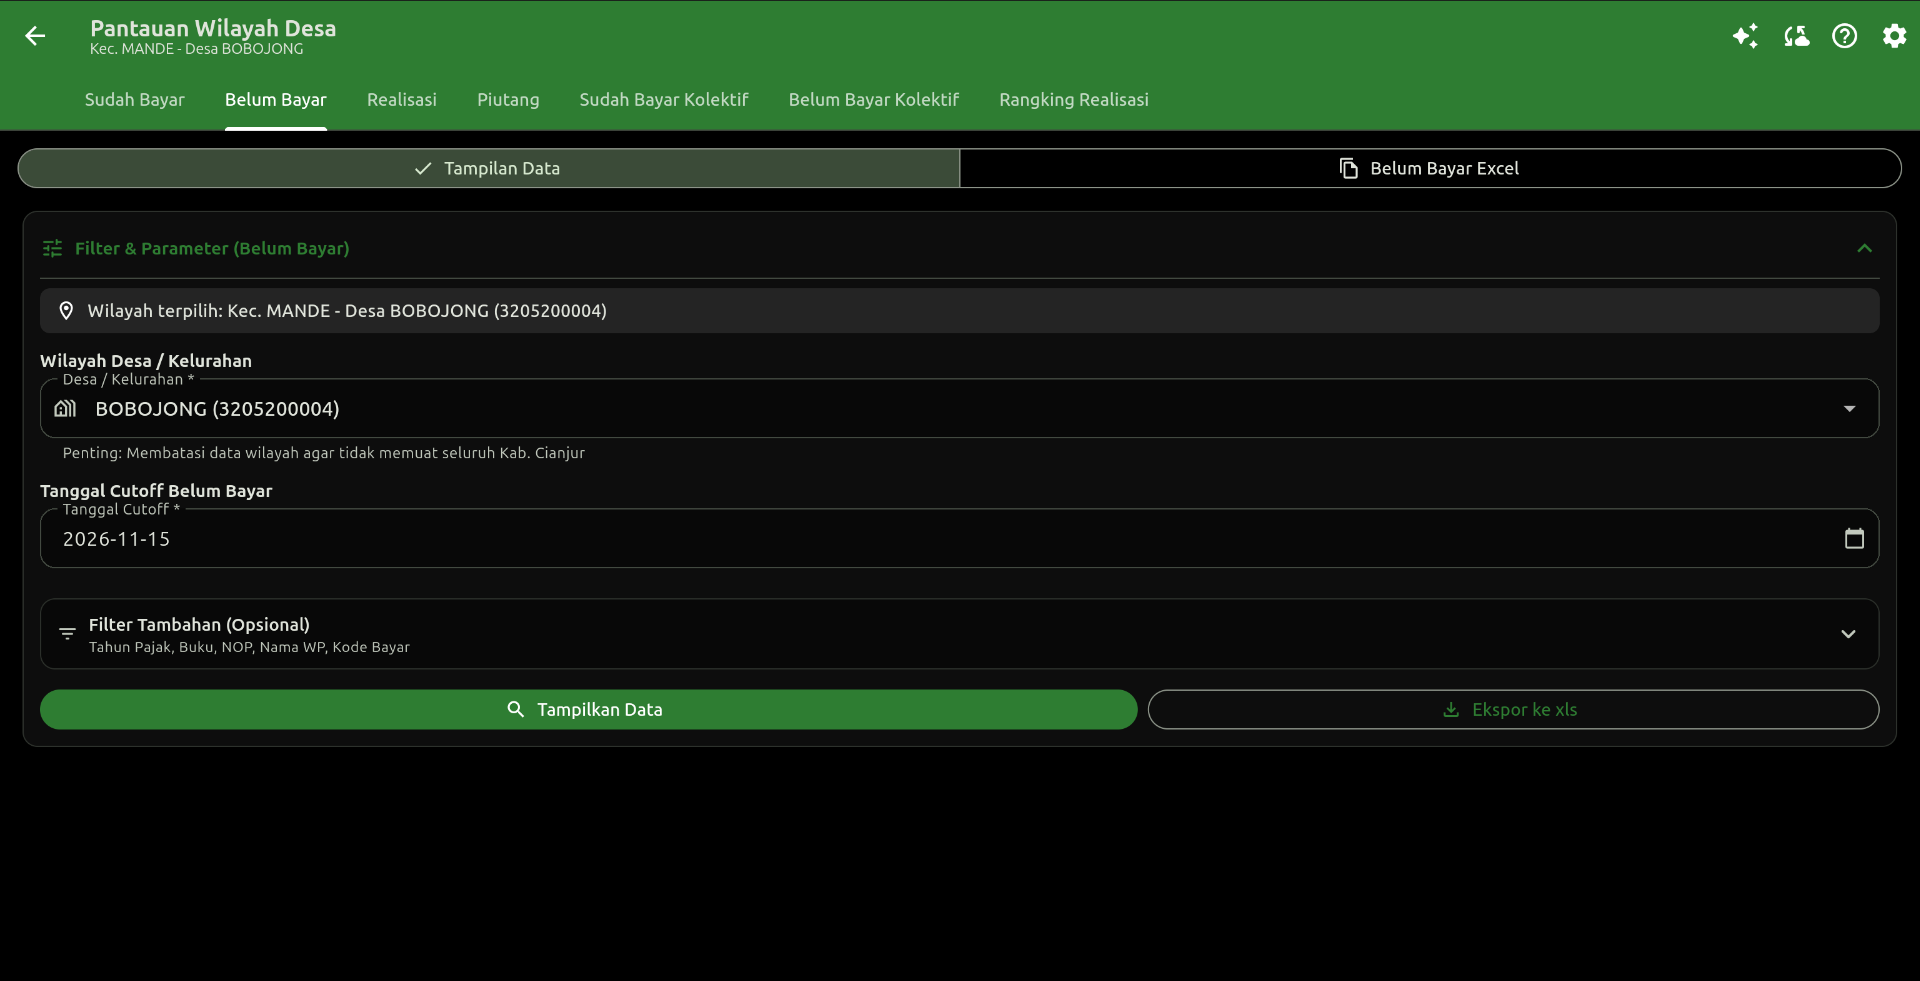 Pantauan Wilayah Desa
Kec. MANDE - Desa BOBOJONG
Sudah Bayar
Belum Bayar
Realisasi
Piutang
Sudah Bayar Kolektif
Belum Bayar Kolektif
Rangking Realisasi
Tampilan Data
Belum Bayar Excel
Filter & Parameter (Belum Bayar)
Wilayah terpilih: Kec. MANDE - Desa BOBOJONG (3205200004)
Wilayah Desa / Kelurahan
Desa / Kelurahan *
BOBOJONG (3205200004)
Penting: Membatasi data wilayah agar tidak memuat seluruh Kab. Cianjur
Tanggal Cutoff Belum Bayar
Tanggal Cutoff *
2026-11-15
Filter Tambahan (Opsional)
Tahun Pajak, Buku, NOP, Nama WP, Kode Bayar
Tampilkan Data
Ekspor ke xls